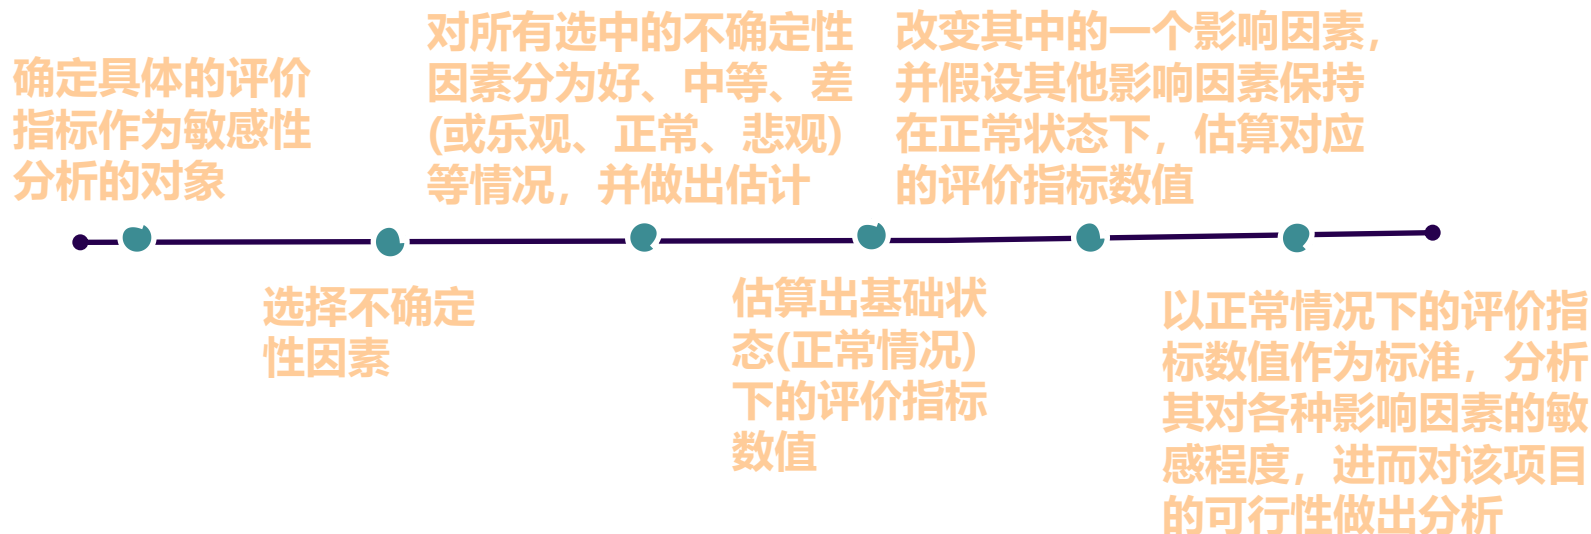 确定具体的评价
指标作为敏感性
分析的对象
选择不确定
性因素
对所有选中的不确定性
因素分为好、中等、差
(或乐观、正常、悲观)
等情况，并做出估计
估算出基础状
态(正常情况)
下的评价指标
数值
改变其中的一个影响因素，
并假设其他影响因素保持
在正常状态下，估算对应
的评价指标数值
以正常情况下的评价指
标数值作为标准，分析
其对各种影响因素的敏
感程度，进而对该项目
的可行性做出分析